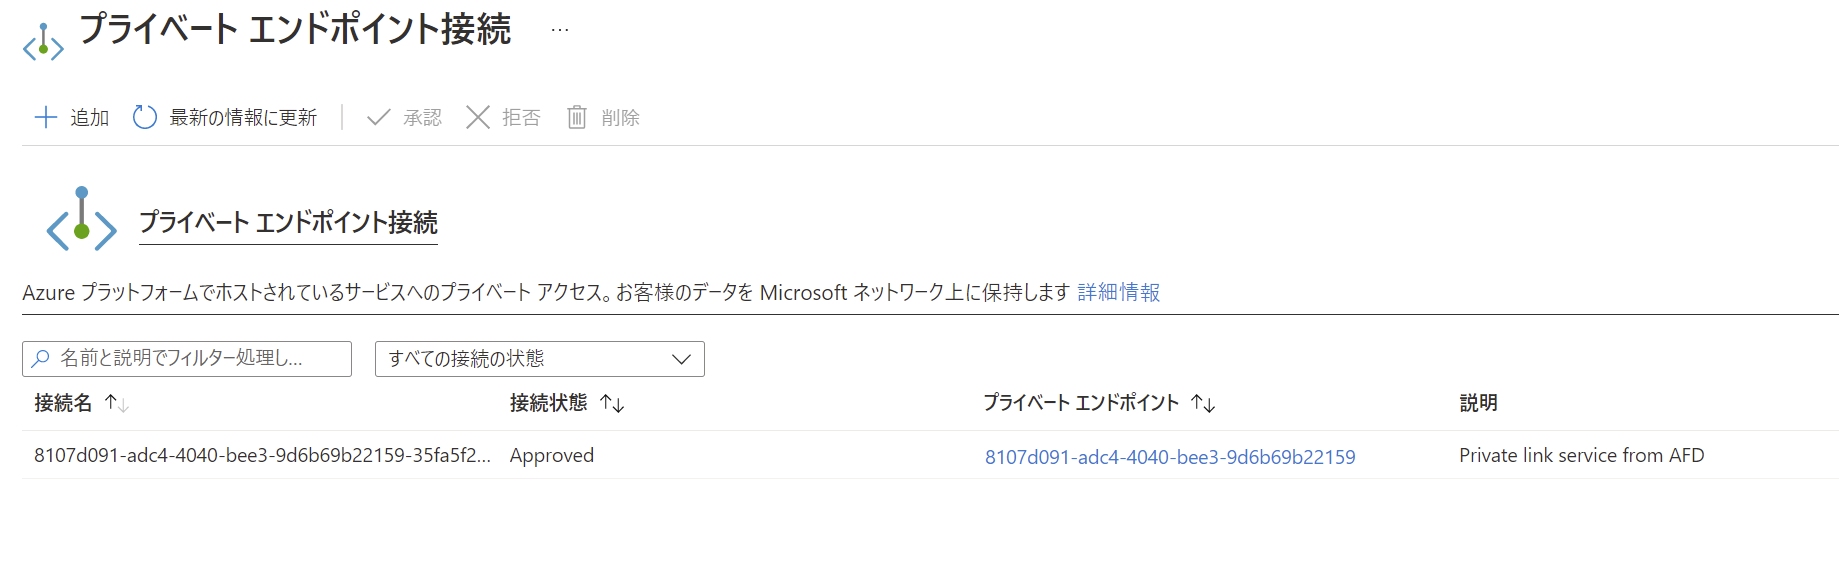 プライベート エンドポイント接続 …
追加 最新の情報に更新 承認 拒否 削除
プライベート エンドポイント接続
Azure プラットフォームでホストされているサービスへのプライベート アクセス。お客様のデータを Microsoft ネットワーク上に保持します 詳細情報
名前と説明でフィルター処理し... すべての接続の状態
接続名 接続状態 プライベート エンドポイント 説明
8107d091-adc4-4040-bee3-9d6b69b22159-35fa5f2... Approved 8107d091-adc4-4040-bee3-9d6b69b22159 Private link service from AFD